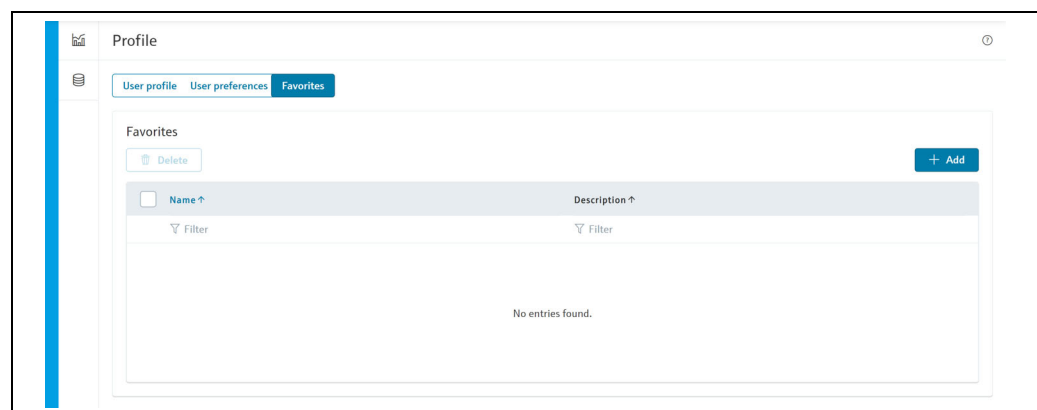 Profile
User profile User preferences Favorites
Favorites
Delete
+ Add
Name ↑ Description ↑
Filter Filter
No entries found.